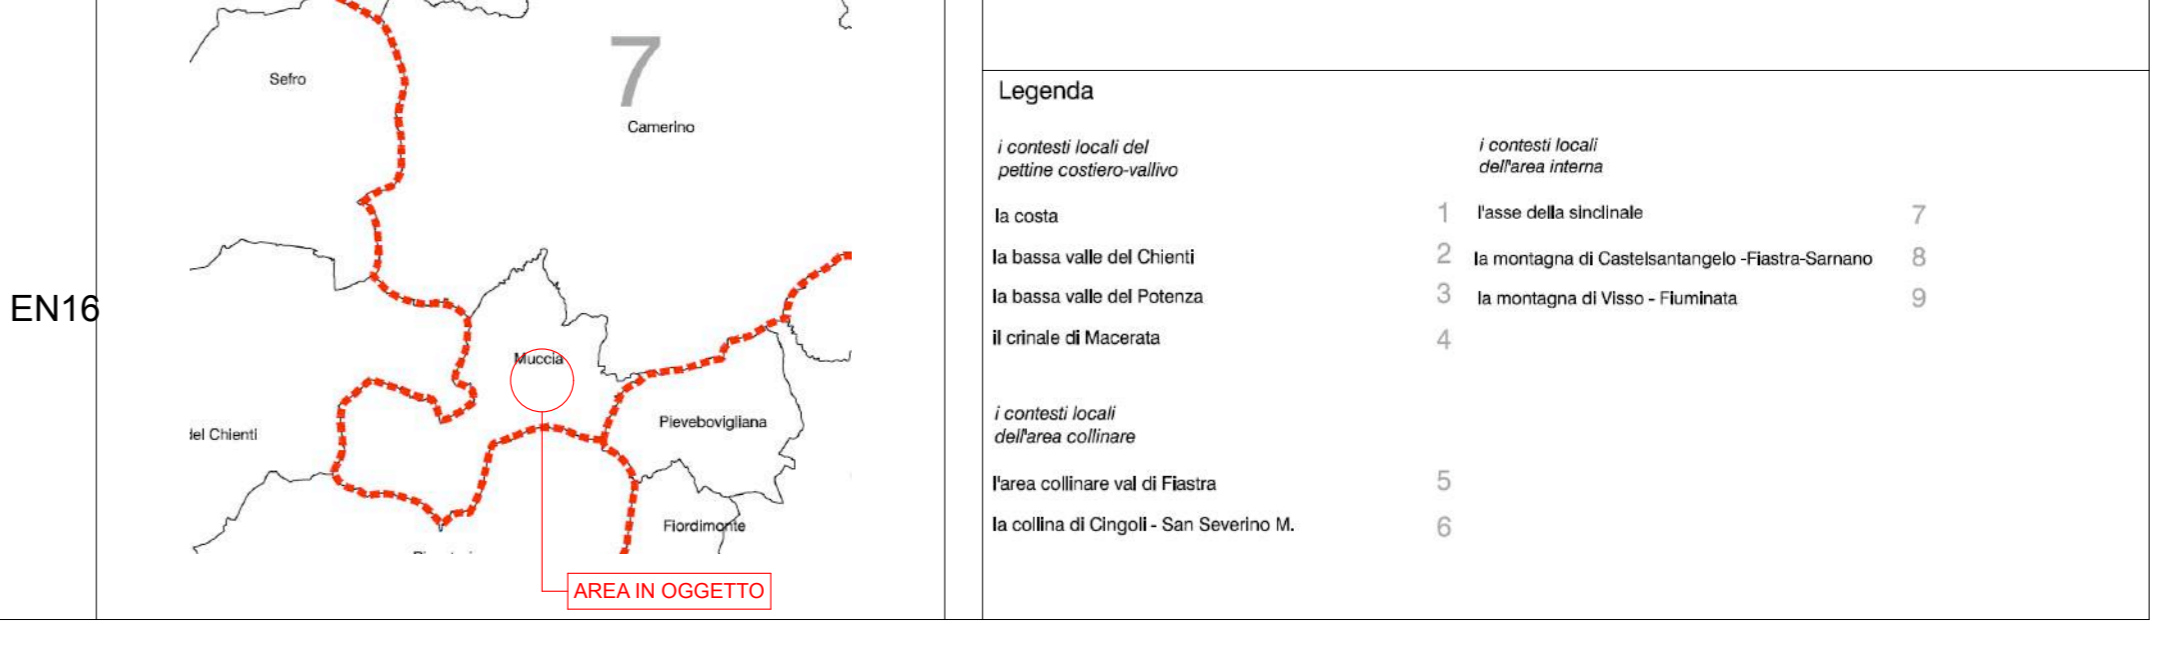 EN16
7
Sefro
Camerino
Muccia
del Chienti
Pievebovigliana
Fiordimonte
AREA IN OGGETTO
Legenda
i contesti locali del
pettine costiero-vallivo
la costa 1
la bassa valle del Chienti 2
la bassa valle del Potenza 3
il crinale di Macerata 4
i contesti locali
dell'area collinare
l'area collinare val di Fiastra 5
la collina di Cingoli - San Severino M. 6
i contesti locali
dell'area interna
l'asse della sinclinale 7
la montagna di Castelsantangelo -Fiastra-Sarnano 8
la montagna di Visso - Fiuminata 9